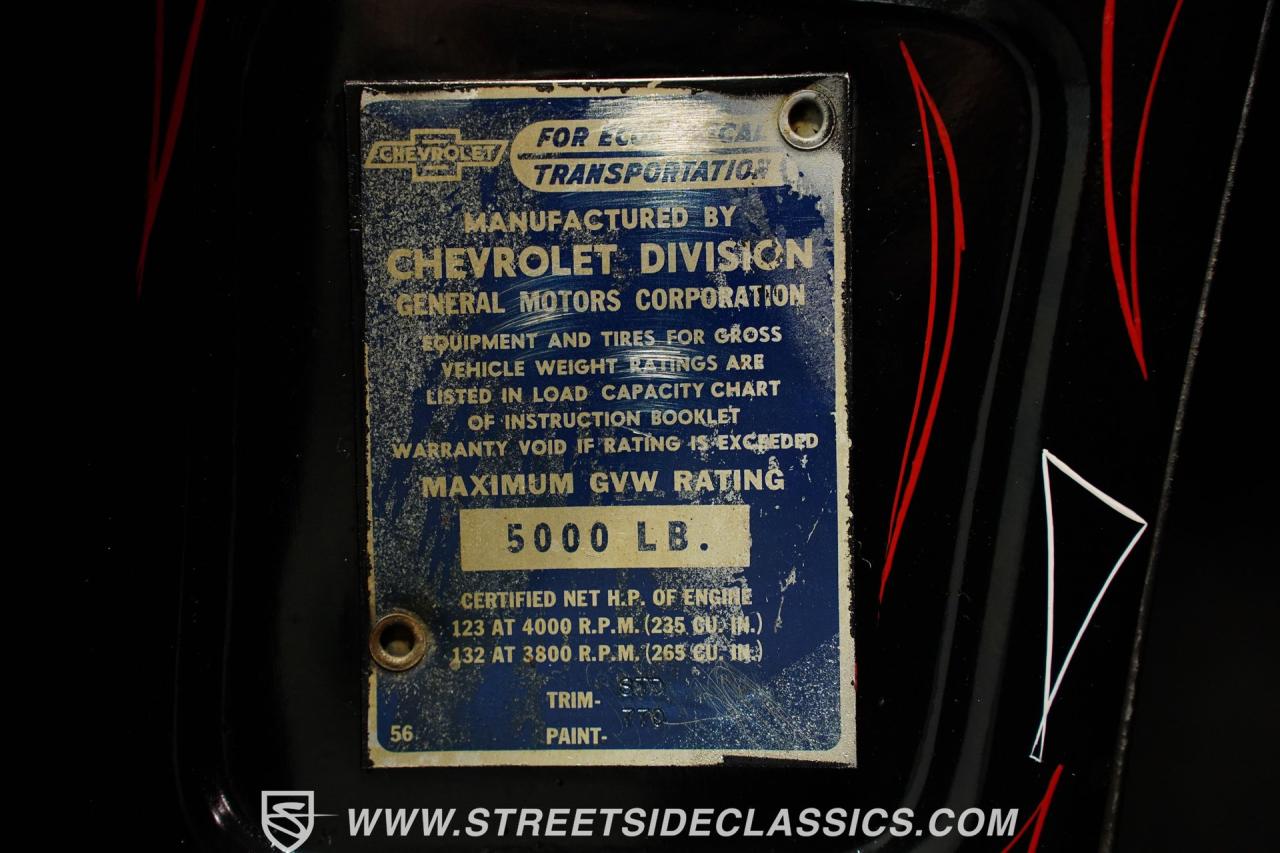 CHEVROLET
FOR ECONOMICAL
TRANSPORTATION
MANUFACTURED BY
CHEVROLET DIVISION
GENERAL MOTORS CORPORATION
EQUIPMENT AND TIRES FOR GROSS
VEHICLE WEIGHT RATINGS ARE
LISTED IN LOAD CAPACITY CHART
OF INSTRUCTION BOOKLET
WARRANTY VOID IF RATING IS EXCEEDED
MAXIMUM GVW RATING
5000 LB.
CERTIFIED NET H.P. OF ENGINE
123 AT 4000 R.P.M. (235 CU. IN.)
132 AT 3800 R.P.M. (265 CU. IN.)
TRIM- STD
770
56 PAINT-
WWW.STREETSIDECLASSICS.COM